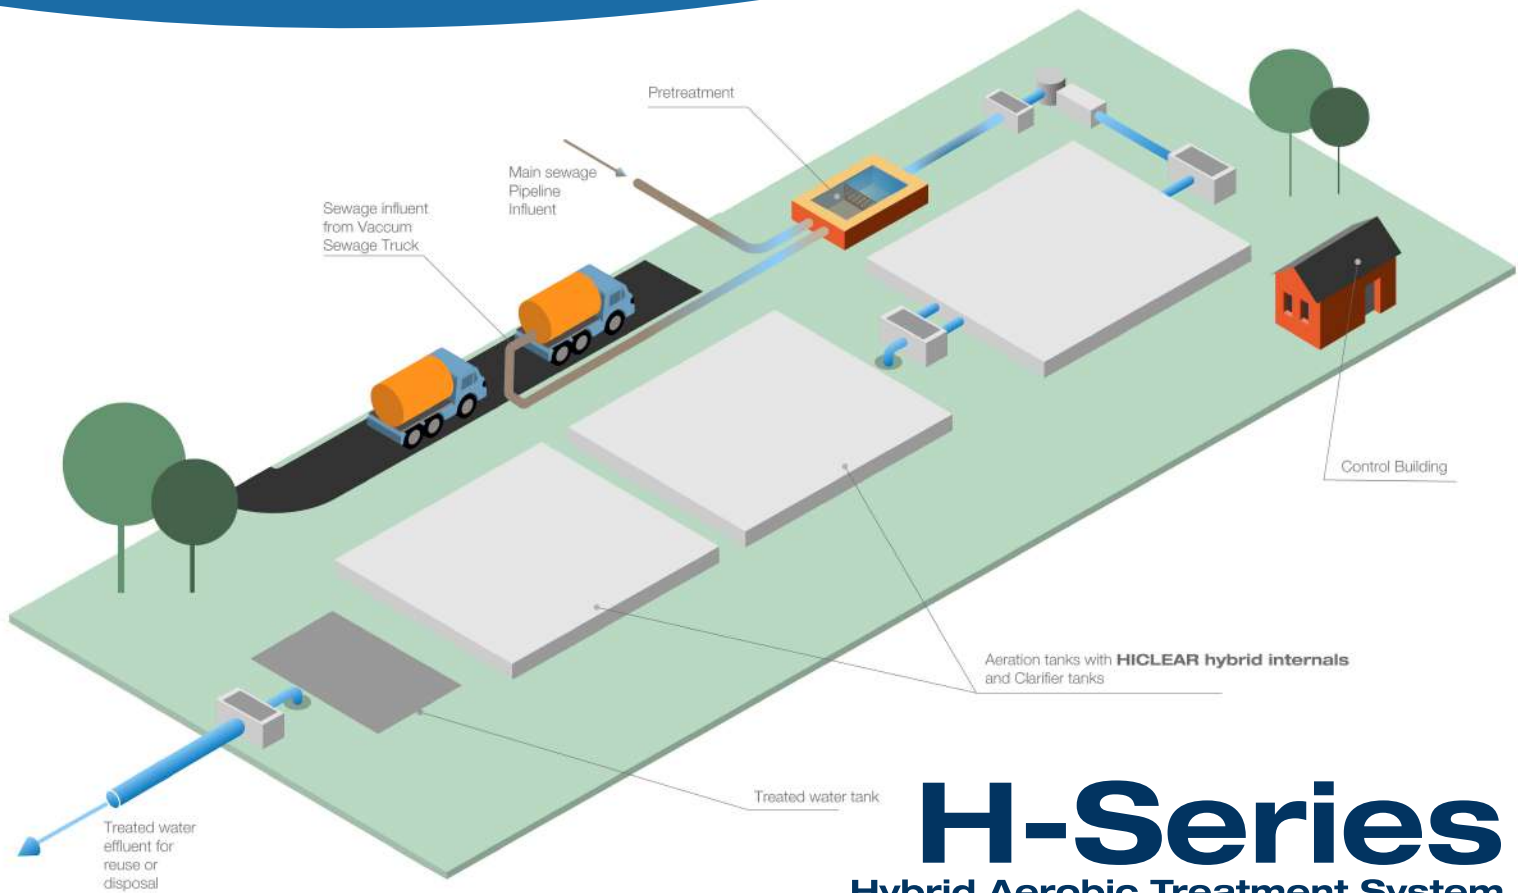 Pretreatment
Main sewage
Pipeline
Influent
Sewage influent
from Vaccum
Sewage Truck
Control Building
Aeration tanks with HICLEAR hybrid internals
and Clarifier tanks
Treated water tank
Treated water
effluent for
reuse or
disposal
H-Series
Hybrid Aerobic Treatment System